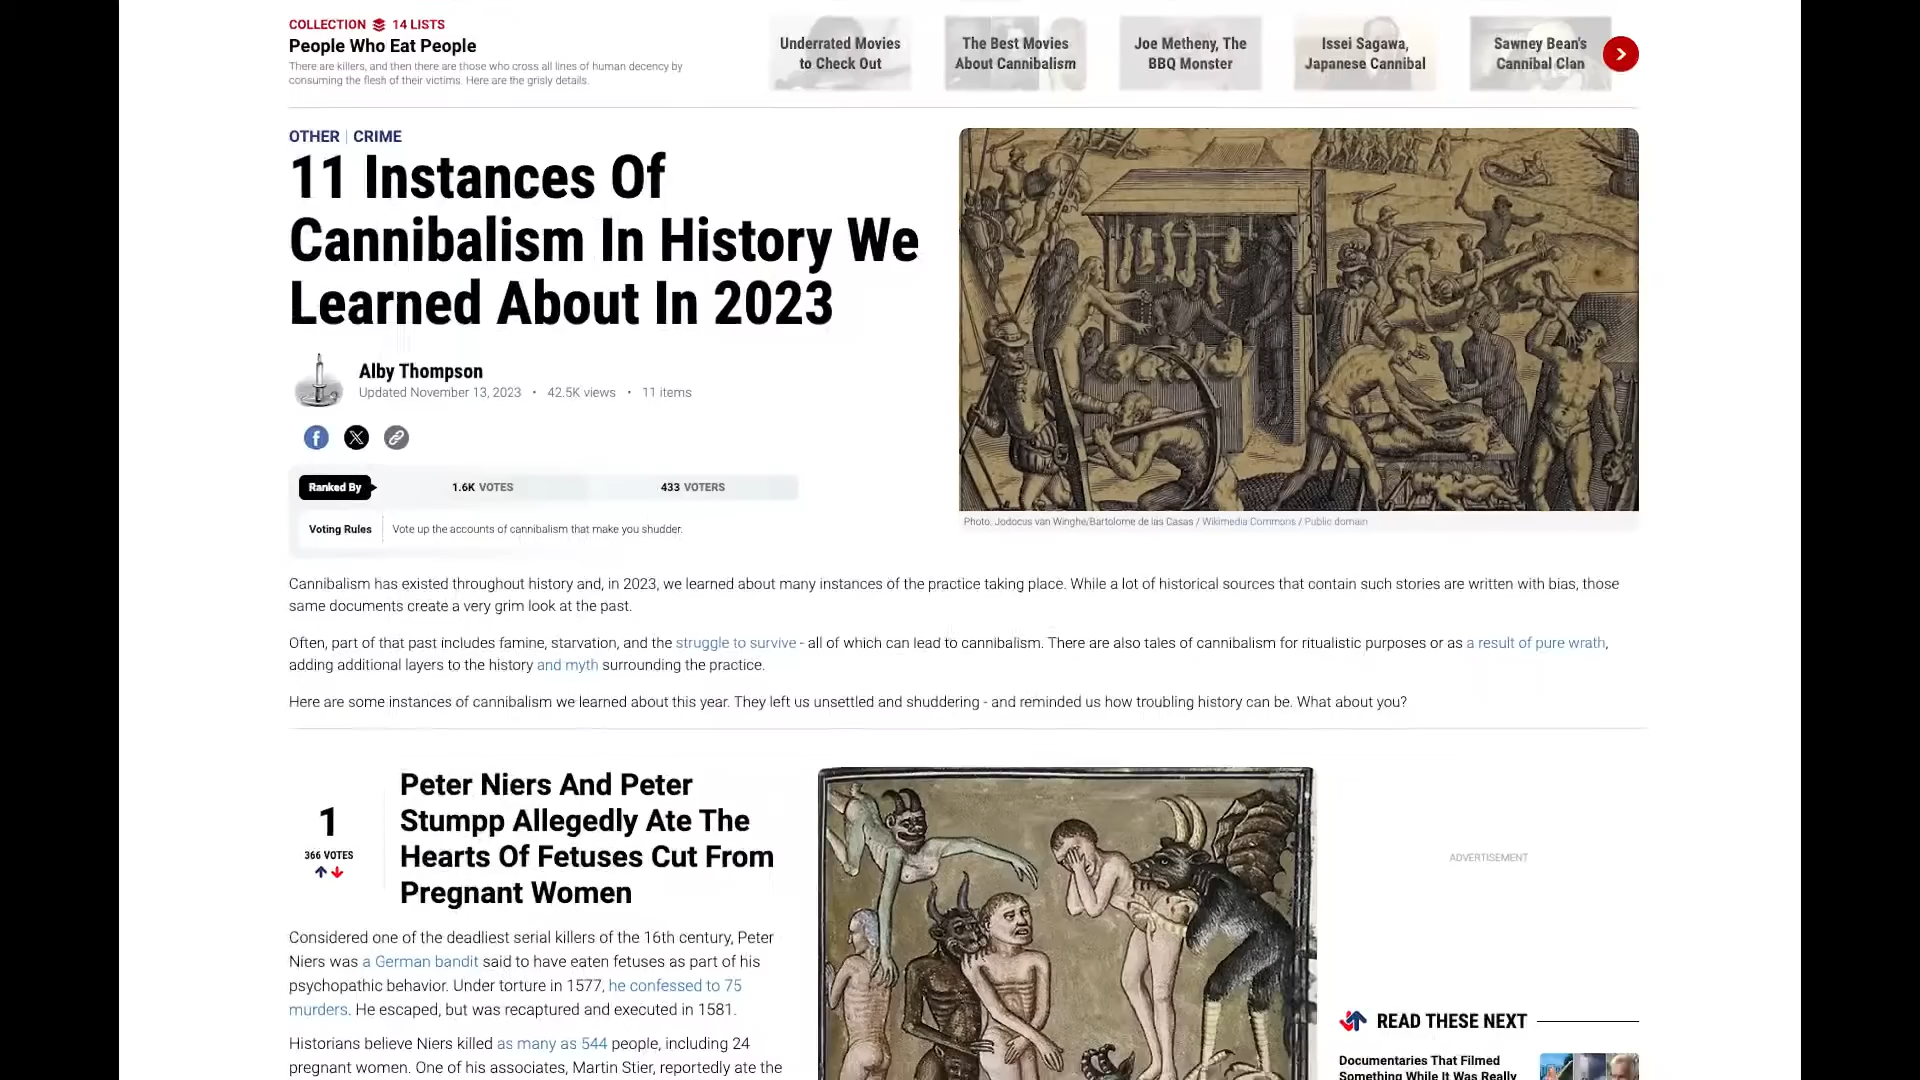 COLLECTION 14 LISTS
People Who Eat People
There are killers, and then there are those who cross all lines of human decency by
consuming the flesh of their victims. Here are the grisly details.
Underrated Movies
to Check Out
The Best Movies
About Cannibalism
Joe Metheny, The
BBQ Monster
Issei Sagawa,
Japanese Cannibal
Sawney Bean's
Cannibal Clan
OTHER | CRIME
11 Instances Of
Cannibalism In History We
Learned About In 2023
Alby Thompson
Updated November 13, 2023 • 42.5K views • 11 items
Ranked By 1.6K VOTES 433 VOTERS
Voting Rules Vote up the accounts of cannibalism that make you shudder.
Photo: Jodocus van Winghe/Bartolome de las Casas / Wikimedia Commons / Public domain
Cannibalism has existed throughout history and, in 2023, we learned about many instances of the practice taking place. While a lot of historical sources that contain such stories are written with bias, those
same documents create a very grim look at the past.
Often, part of that past includes famine, starvation, and the struggle to survive - all of which can lead to cannibalism. There are also tales of cannibalism for ritualistic purposes or as a result of pure wrath,
adding additional layers to the history and myth surrounding the practice.
Here are some instances of cannibalism we learned about this year. They left us unsettled and shuddering - and reminded us how troubling history can be. What about you?
1
366 VOTES
Peter Niers And Peter
Stumpp Allegedly Ate The
Hearts Of Fetuses Cut From
Pregnant Women
Considered one of the deadliest serial killers of the 16th century, Peter
Niers was a German bandit said to have eaten fetuses as part of his
psychopathic behavior. Under torture in 1577, he confessed to 75
murders. He escaped, but was recaptured and executed in 1581.
Historians believe Niers killed as many as 544 people, including 24
pregnant women. One of his associates, Martin Stier, reportedly ate the
ADVERTISEMENT
READ THESE NEXT
Documentaries That Filmed
Something While It Was Really